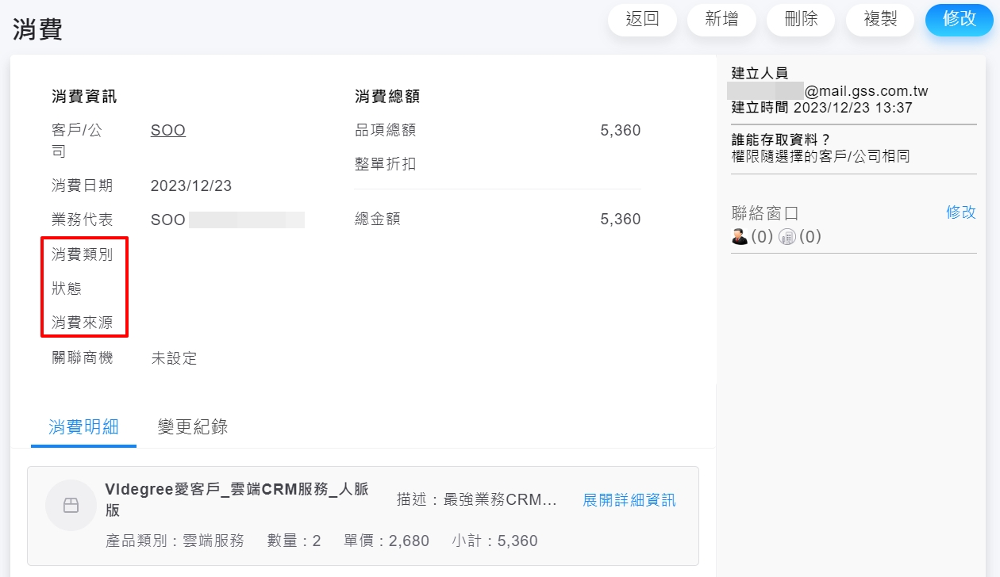 消費
返回 新增 刪除 複製 修改
消費資訊
客戶/公
司
SOO
消費日期 2023/12/23
業務代表 SOO
消費類別
狀態
消費來源
關聯商機 未設定
消費總額
品項總額 5,360
整單折扣
總金額 5,360
建立人員
@mail.gss.com.tw
建立時間 2023/12/23 13:37
誰能存取資料？
權限隨選擇的客戶/公司相同
聯絡窗口 修改
(0) (0)
消費明細 變更紀錄
Vldegree愛客戶_雲端CRM服務_人脈
版
描述：最強業務CRM... 展開詳細資訊
產品類別：雲端服務 數量：2 單價：2,680 小計：5,360